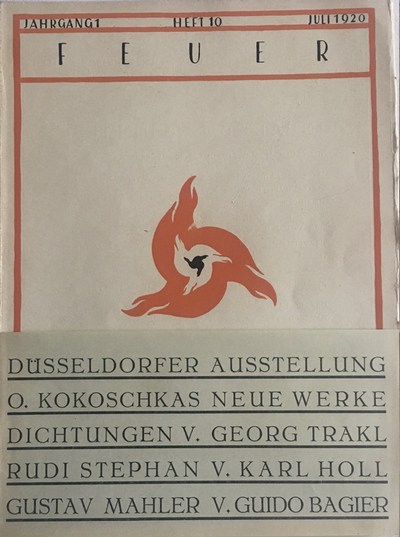 JAHRGANG 1 HEFT 10 JULI 1920
FEUER
DÜSSELDORFER AUSSTELLUNG
O. KOKOSCHKAS NEUE WERKE
DICHTUNGEN V. GEORG TRAKL
RUDI STEPHAN V. KARL HOLL
GUSTAV MAHLER V. GUIDO BAGIER